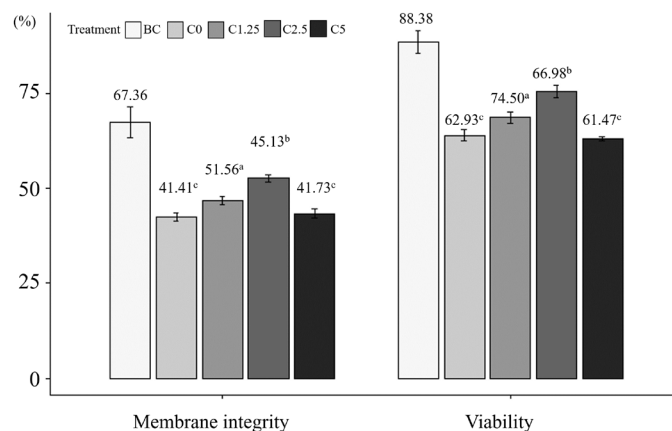 (%)
Treatment BC C0 C1.25 C2.5 C5
88.38
75
67.36
66.98ᵇ
74.50ᵃ
62.93ᶜ
61.47ᶜ
50
51.56ᵃ
45.13ᵇ
41.41ᶜ
41.73ᶜ
25
0
Membrane integrity
Viability